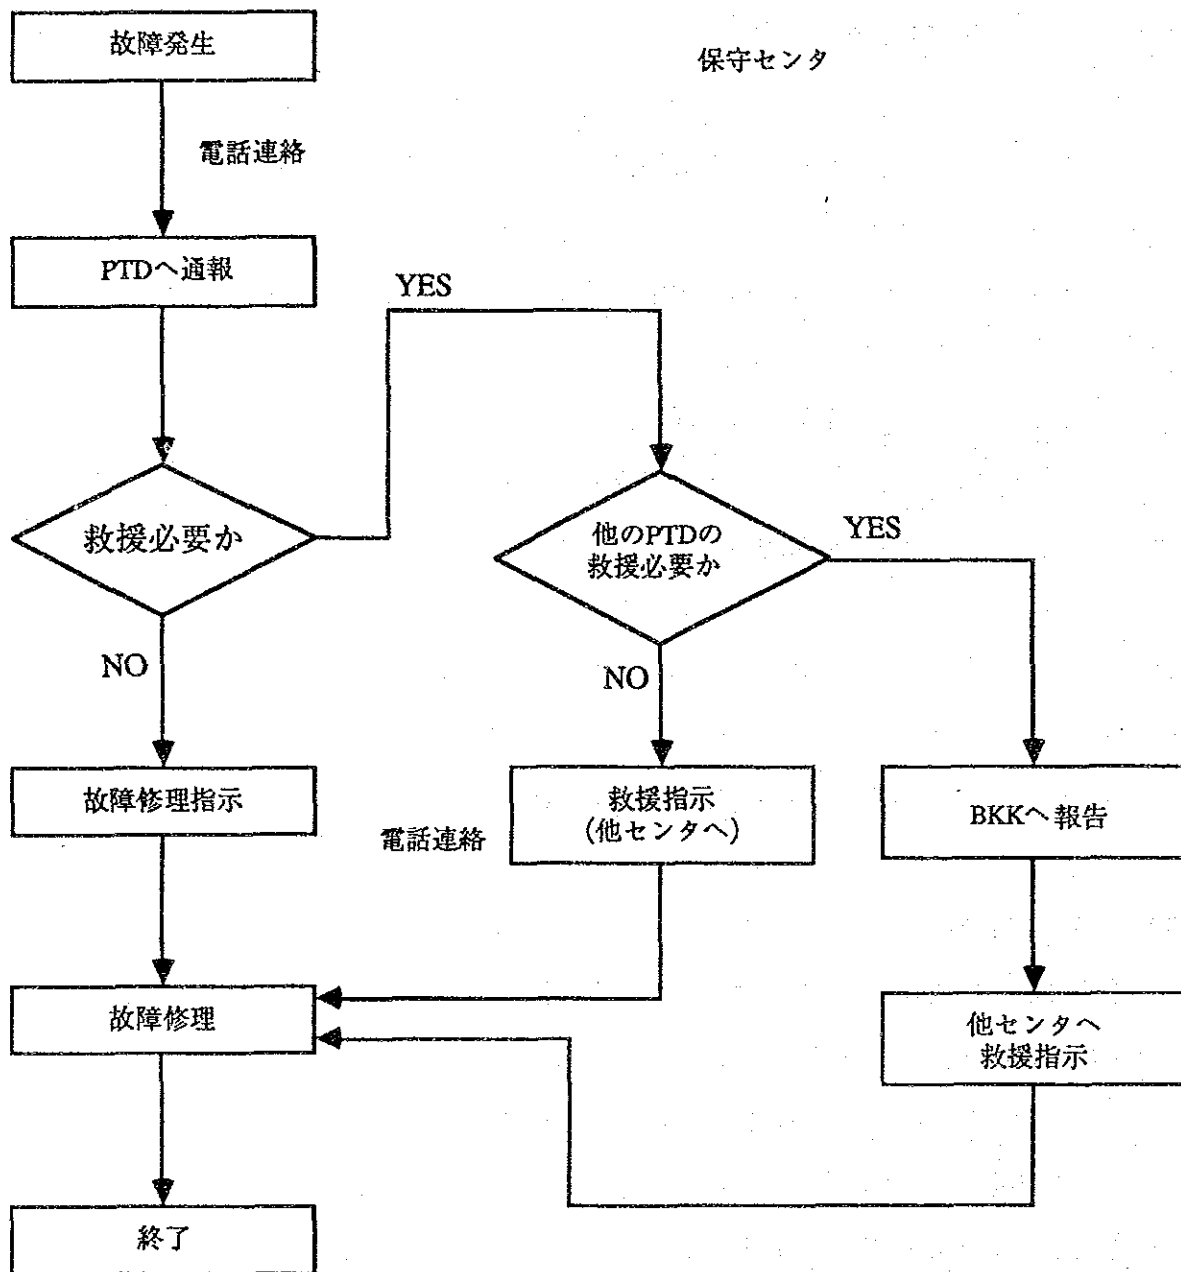 故障発生
保守センタ
電話連絡
PTDへ通報
YES
救援必要か
他のPTDの
救援必要か
YES
NO
NO
故障修理指示
電話連絡
救援指示
(他センタへ)
BKKへ報告
故障修理
他センタへ
救援指示
終了